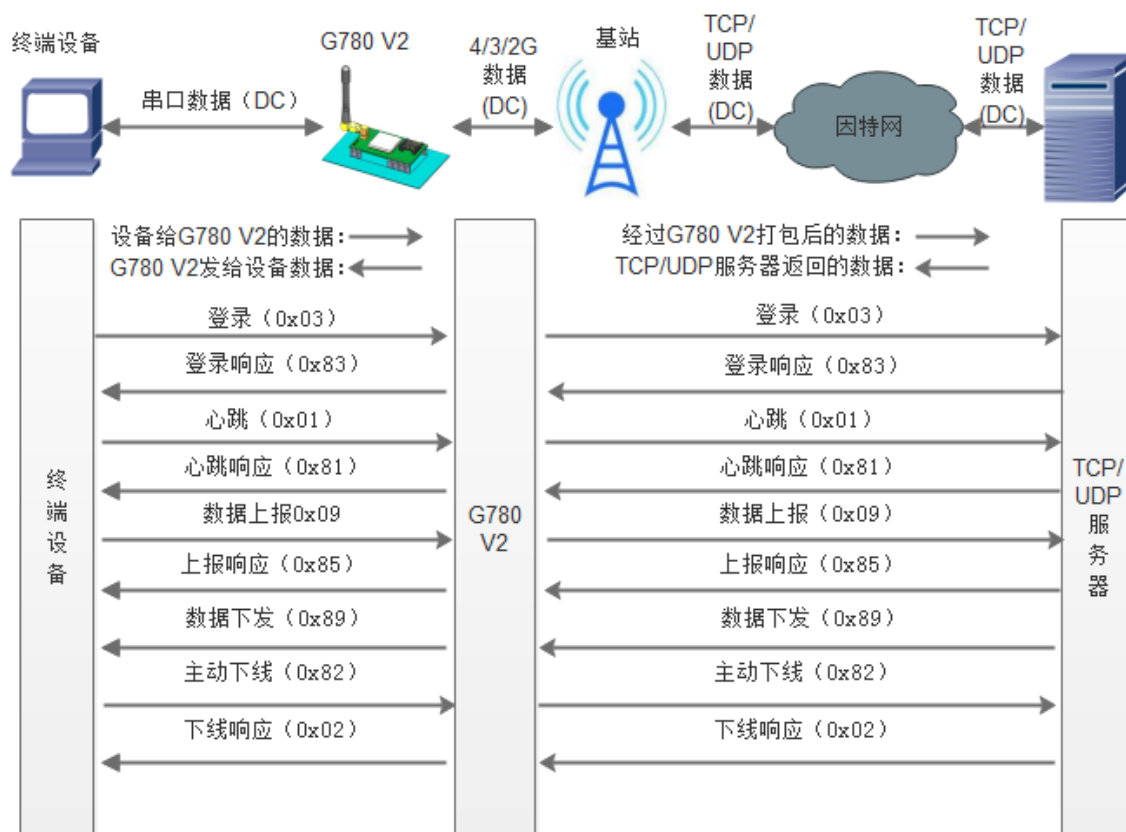 终端设备
G780 V2
基站
串口数据（DC）
4/3/2G
数据
(DC)
TCP/
UDP
数据
(DC)
因特网
TCP/
UDP
数据
(DC)
设备给G780 V2的数据：
G780 V2发给设备数据：
经过G780 V2打包后的数据：
TCP/UDP服务器返回的数据：
登录（0x03）
登录（0x03）
登录响应（0x83）
登录响应（0x83）
心跳（0x01）
心跳（0x01）
心跳响应（0x81）
心跳响应（0x81）
数据上报0x09
数据上报（0x09）
上报响应（0x85）
上报响应（0x85）
数据下发（0x89）
数据下发（0x89）
主动下线（0x82）
主动下线（0x82）
下线响应（0x02）
下线响应（0x02）
终
端
设
备
G780
V2
TCP/
UDP
服
务
器